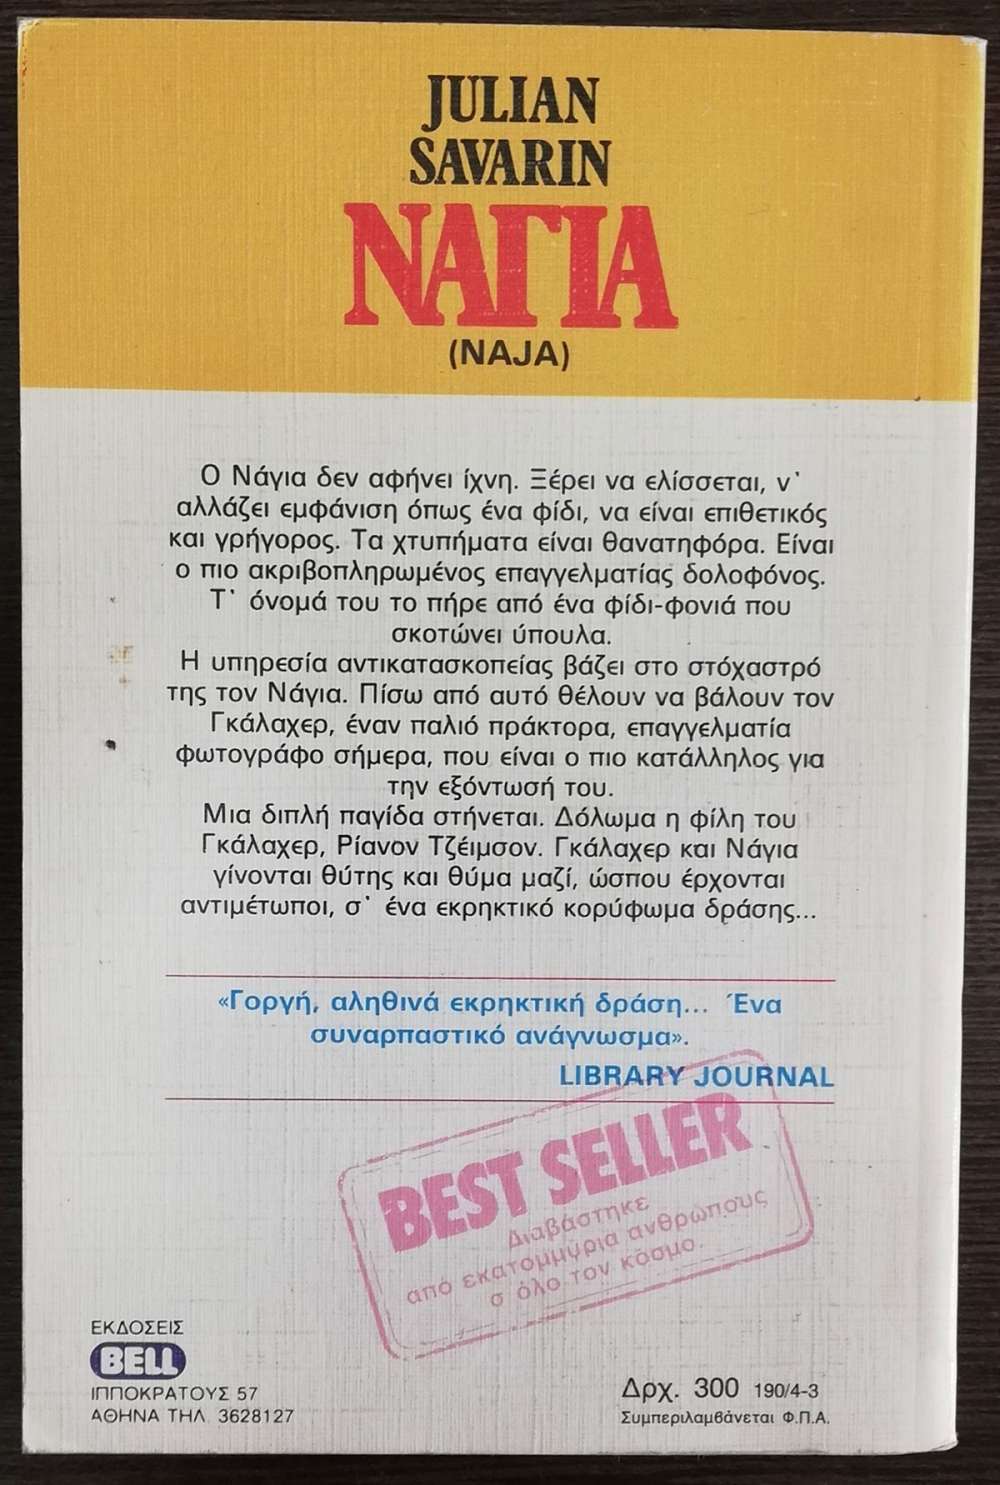 JULIAN
SAVARIN
ΝΑΓΙΑ
(NAJA)
Ο Νάγια δεν αφήνει ίχνη. Ξέρει να ελίσσεται, ν'
αλλάζει εμφάνιση όπως ένα φίδι, να είναι επιθετικός
και γρήγορος. Τα χτυπήματα είναι θανατηφόρα. Είναι
ο πιο ακριβοπληρωμένος επαγγελματίας δολοφόνος.
Τ' όνομά του το πήρε από ένα φίδι-φονιά που
σκοτώνει ύπουλα.
Η υπηρεσία αντικατασκοπείας βάζει στο στόχαστρό
της τον Νάγια. Πίσω από αυτό θέλουν να βάλουν τον
Γκάλαχερ, έναν παλιό πράκτορα, επαγγελματία
φωτογράφο σήμερα, που είναι ο πιο κατάλληλος για
την εξόντωσή του.
Μια διπλή παγίδα στήνεται. Δόλωμα η φίλη του
Γκάλαχερ, Ρίανον Τζέιμσον. Γκάλαχερ και Νάγια
γίνονται θύτης και θύμα μαζί, ώσπου έρχονται
αντιμέτωποι, σ' ένα εκρηκτικό κορύφωμα δράσης...
«Γοργή, αληθινά εκρηκτική δράση... Ένα
συναρπαστικό ανάγνωσμα».
LIBRARY JOURNAL
BEST SELLER
Διαβάστηκε
από εκατομμύρια ανθρώπους
σ όλο τον κόσμο.
ΕΚΔΟΣΕΙΣ
BELL
ΙΠΠΟΚΡΑΤΟΥΣ 57
ΑΘΗΝΑ ΤΗΛ. 3628127
Δρχ. 300 190/4-3
Συμπεριλαμβάνεται Φ.Π.Α.